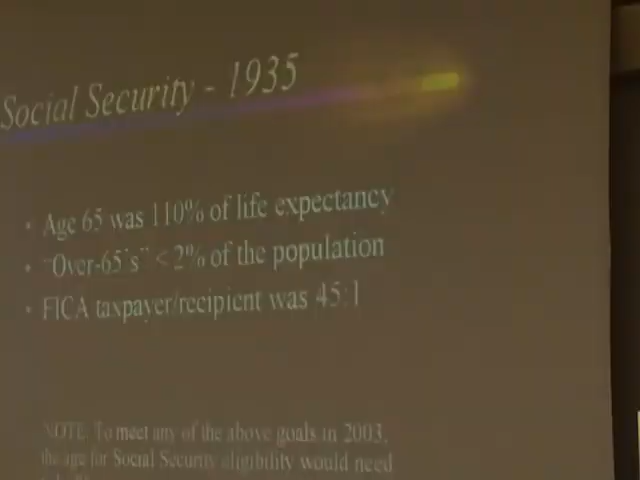 Social Security - 1935
• Age 65 was 110% of life expectancy
• "Over-65's" < 2% of the population
• FICA taxpayer/recipient was 45:1
NOTE: To meet any of the above goals in 2003,
the age for Social Security eligibility would need